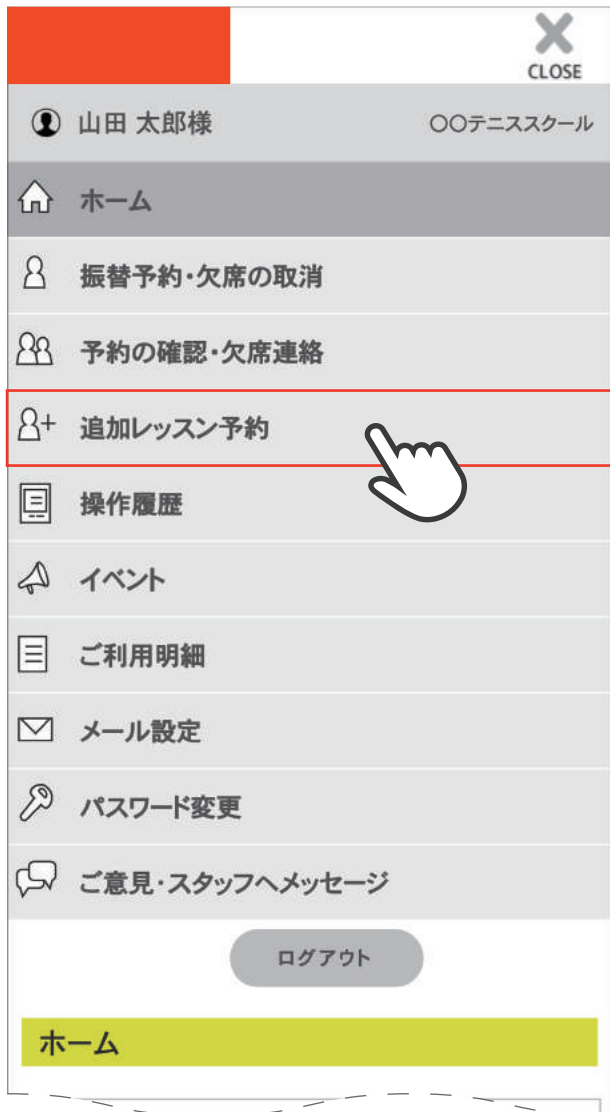 CLOSE
山田 太郎様 〇〇テニススクール
ホーム
振替予約・欠席の取消
予約の確認・欠席連絡
追加レッスン予約
操作履歴
イベント
ご利用明細
メール設定
パスワード変更
ご意見・スタッフへメッセージ
ログアウト
ホーム